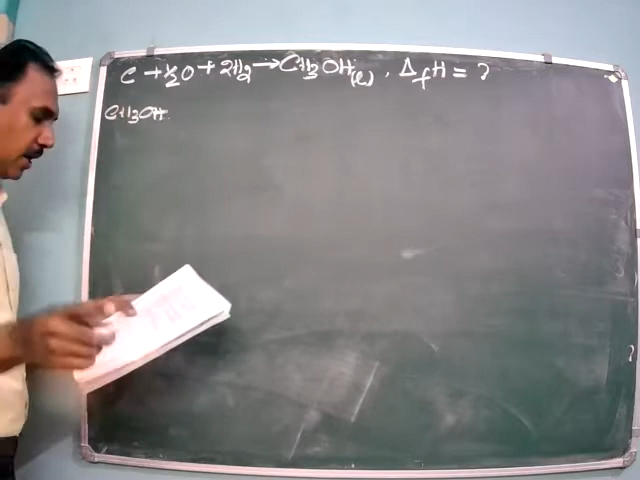 C + ½O + 2H₂ → CH₃OH(l) , ΔfH = ?
CH₃OH